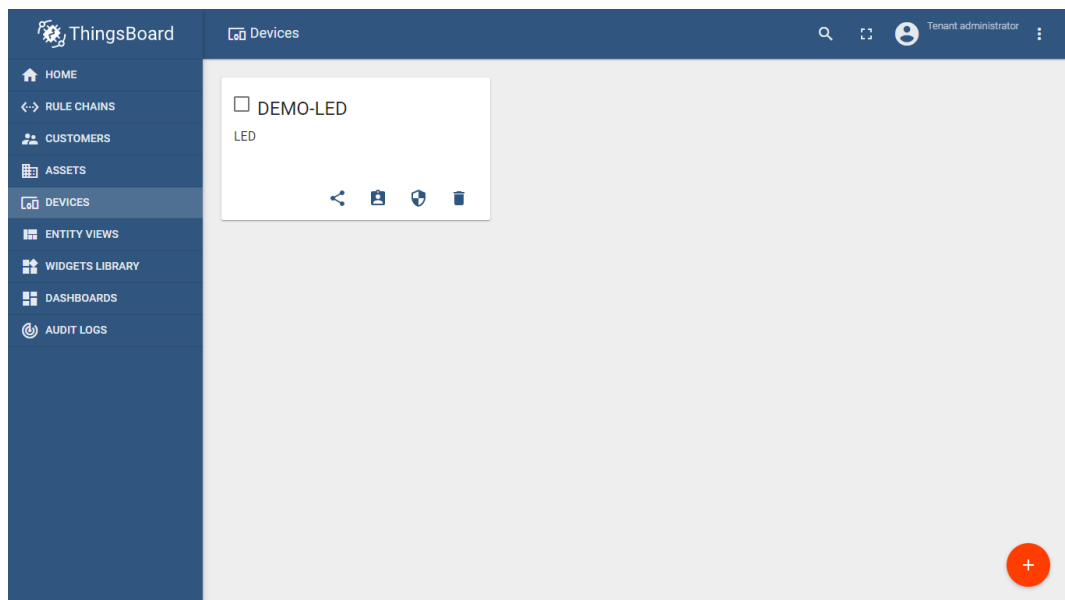 ThingsBoard
Devices
Tenant administrator
HOME
RULE CHAINS
CUSTOMERS
ASSETS
DEVICES
ENTITY VIEWS
WIDGETS LIBRARY
DASHBOARDS
AUDIT LOGS
DEMO-LED
LED